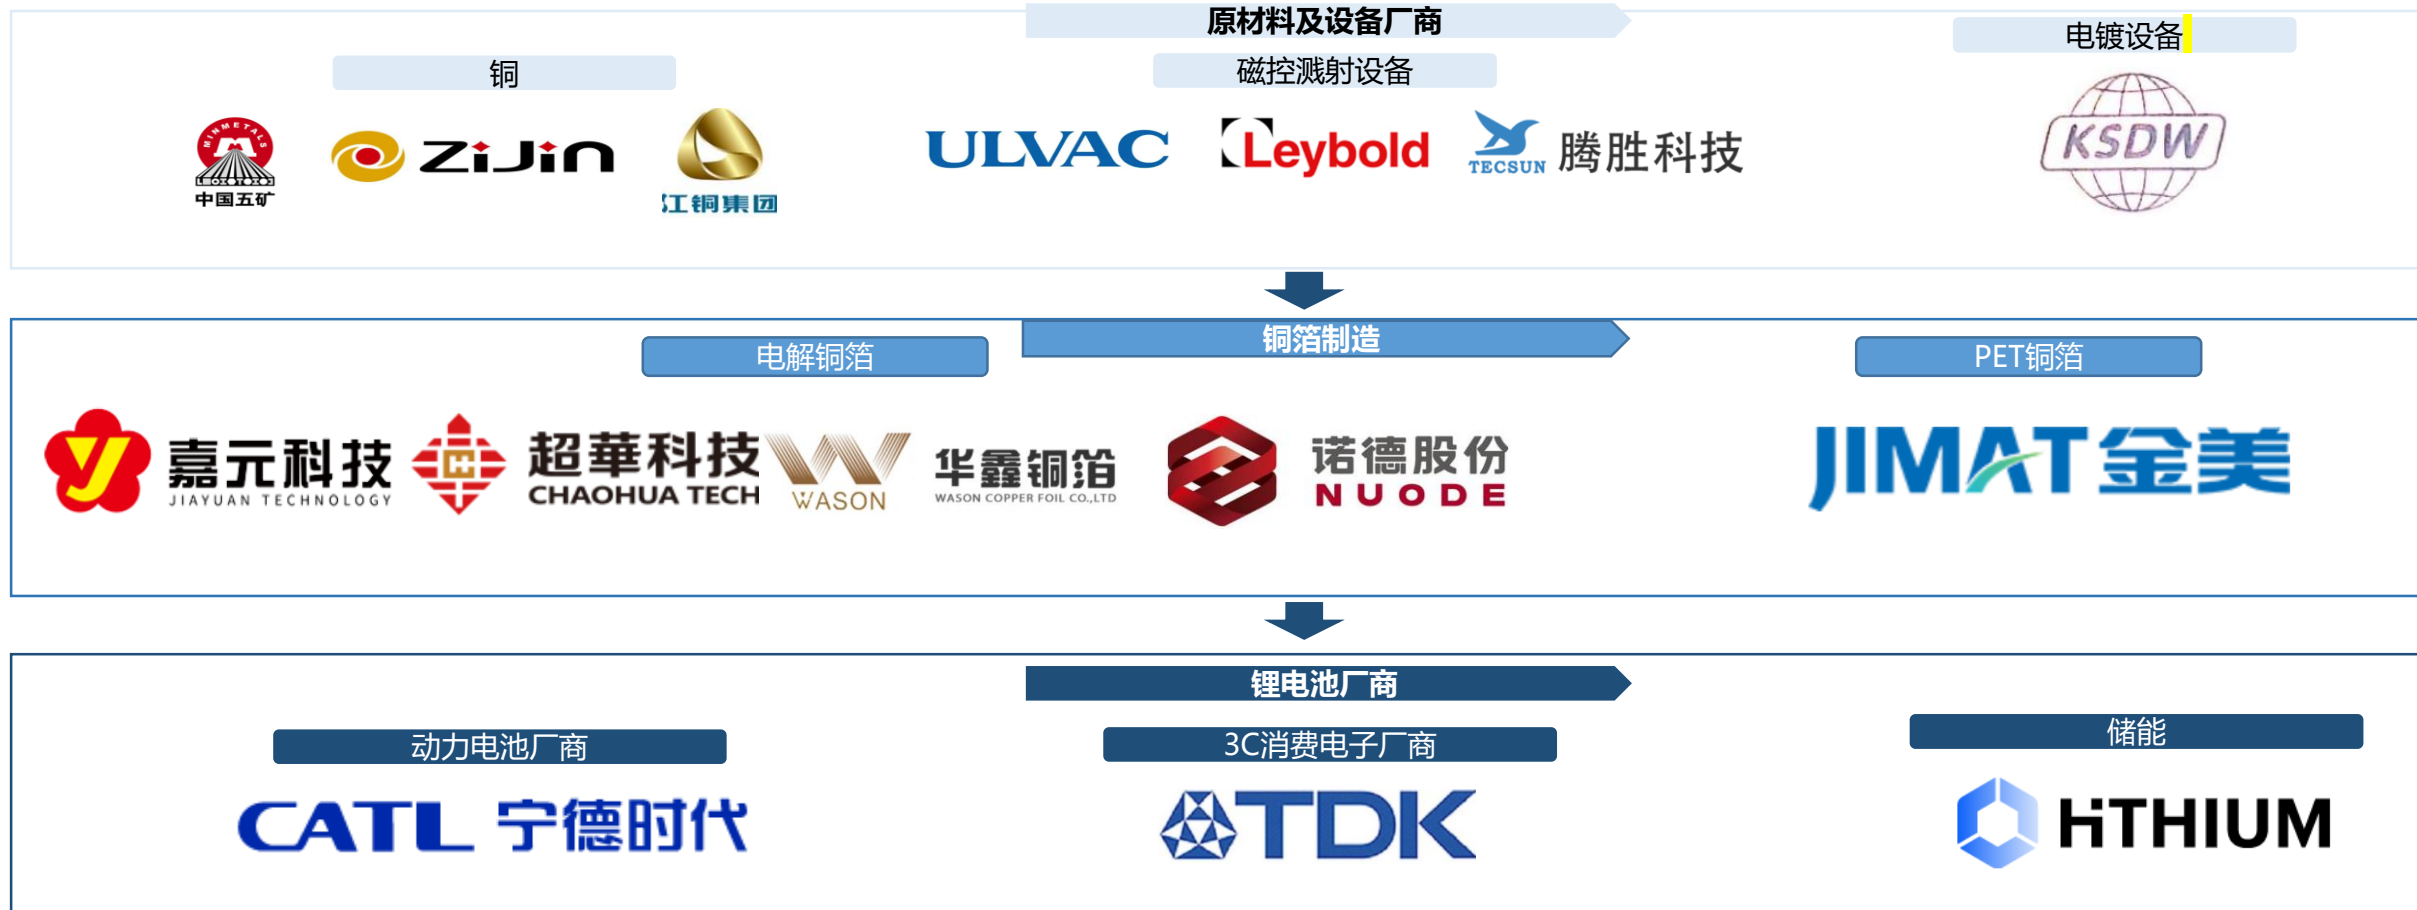 原材料及设备厂商
铜
磁控溅射设备
电镀设备
MINMETALS
中国五矿
ZiJin
江铜集团
ULVAC
Leybold
TECSUN 腾胜科技
KSDW
铜箔制造
电解铜箔
PET铜箔
嘉元科技
JIAYUAN TECHNOLOGY
超華科技
CHAOHUA TECH
WASON
华鑫铜箔
WASON COPPER FOIL CO.,LTD
诺德股份
NUODE
JIMAT金美
锂电池厂商
动力电池厂商
3C消费电子厂商
储能
CATL 宁德时代
TDK
HiTHIUM